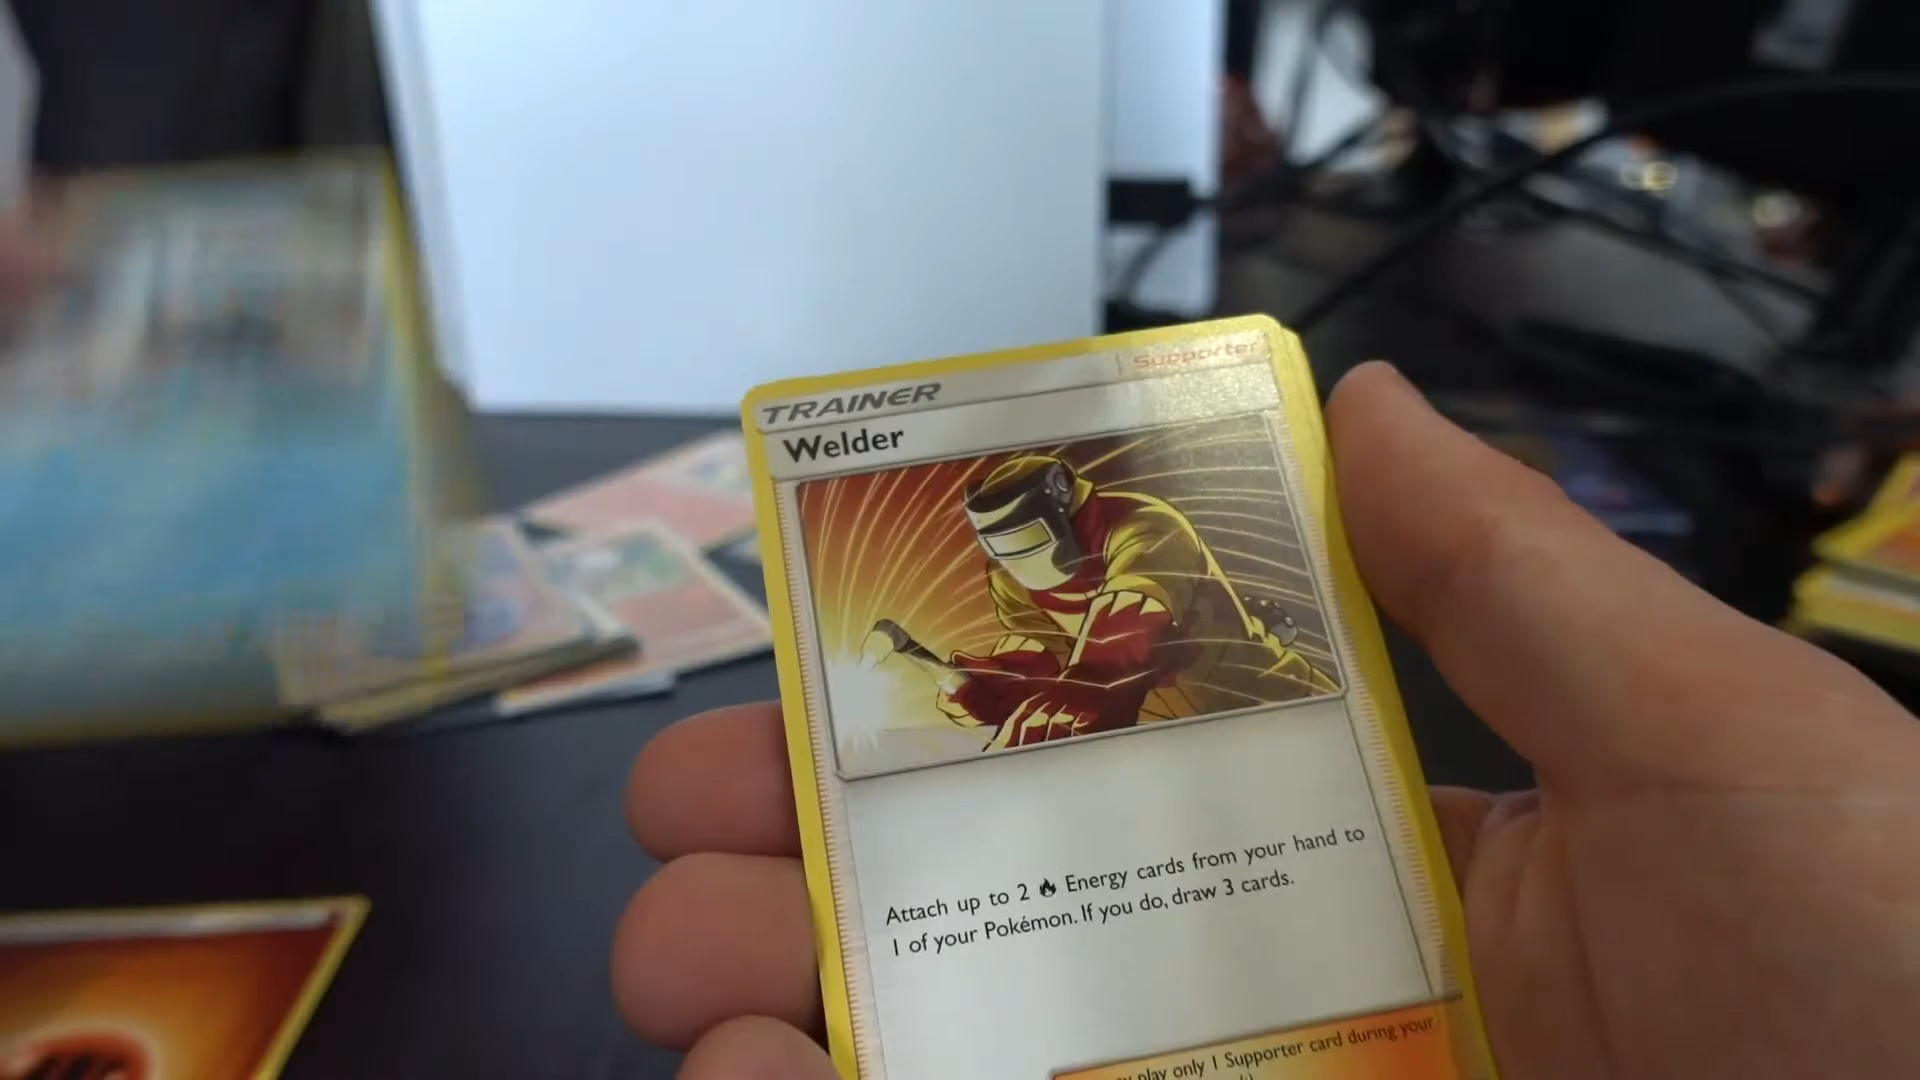 TRAINER
Supporter
Welder
Attach up to 2 Energy cards from your hand to
1 of your Pokémon. If you do, draw 3 cards.
play only 1 Supporter card during your